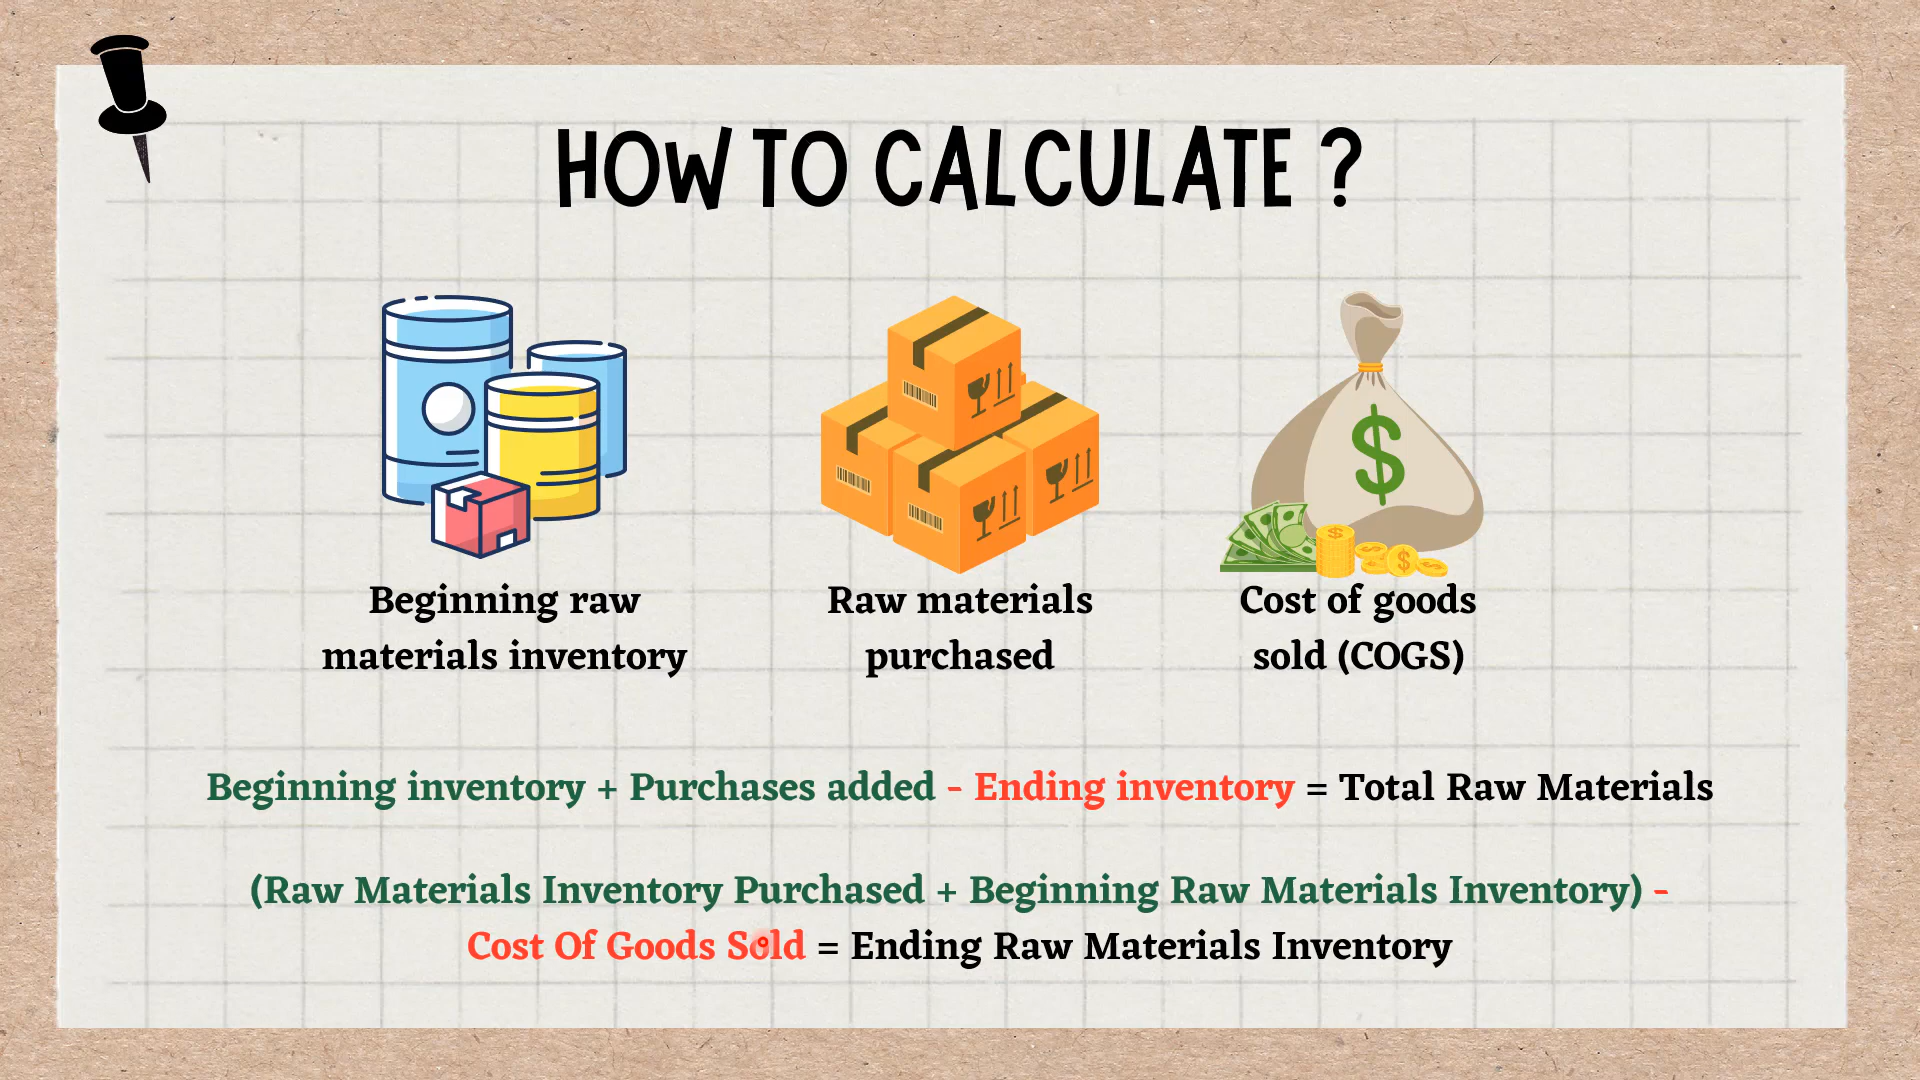 HOW TO CALCULATE ?
Beginning raw
materials inventory
Raw materials
purchased
Cost of goods
sold (COGS)
Beginning inventory + Purchases added - Ending inventory = Total Raw Materials
(Raw Materials Inventory Purchased + Beginning Raw Materials Inventory) -
Cost Of Goods Sold = Ending Raw Materials Inventory